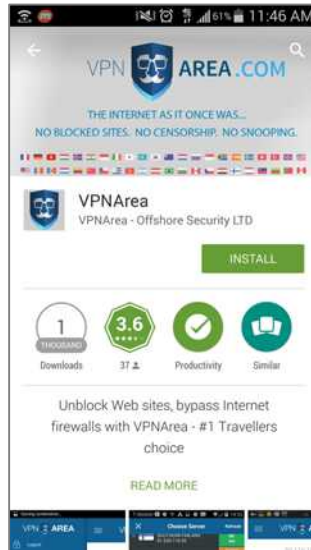 61% 11:46 AM
VPN AREA.COM
THE INTERNET AS IT ONCE WAS...
NO BLOCKED SITES. NO CENSORSHIP. NO SNOOPING.
VPNArea
VPNArea - Offshore Security LTD
INSTALL
1
THOUSAND
3.6
Downloads
37
Productivity
Similar
Unblock Web sites, bypass Internet
firewalls with VPNArea - #1 Travellers
choice
READ MORE
VPN AREA
Choose Server
Refresh
VPN AREA